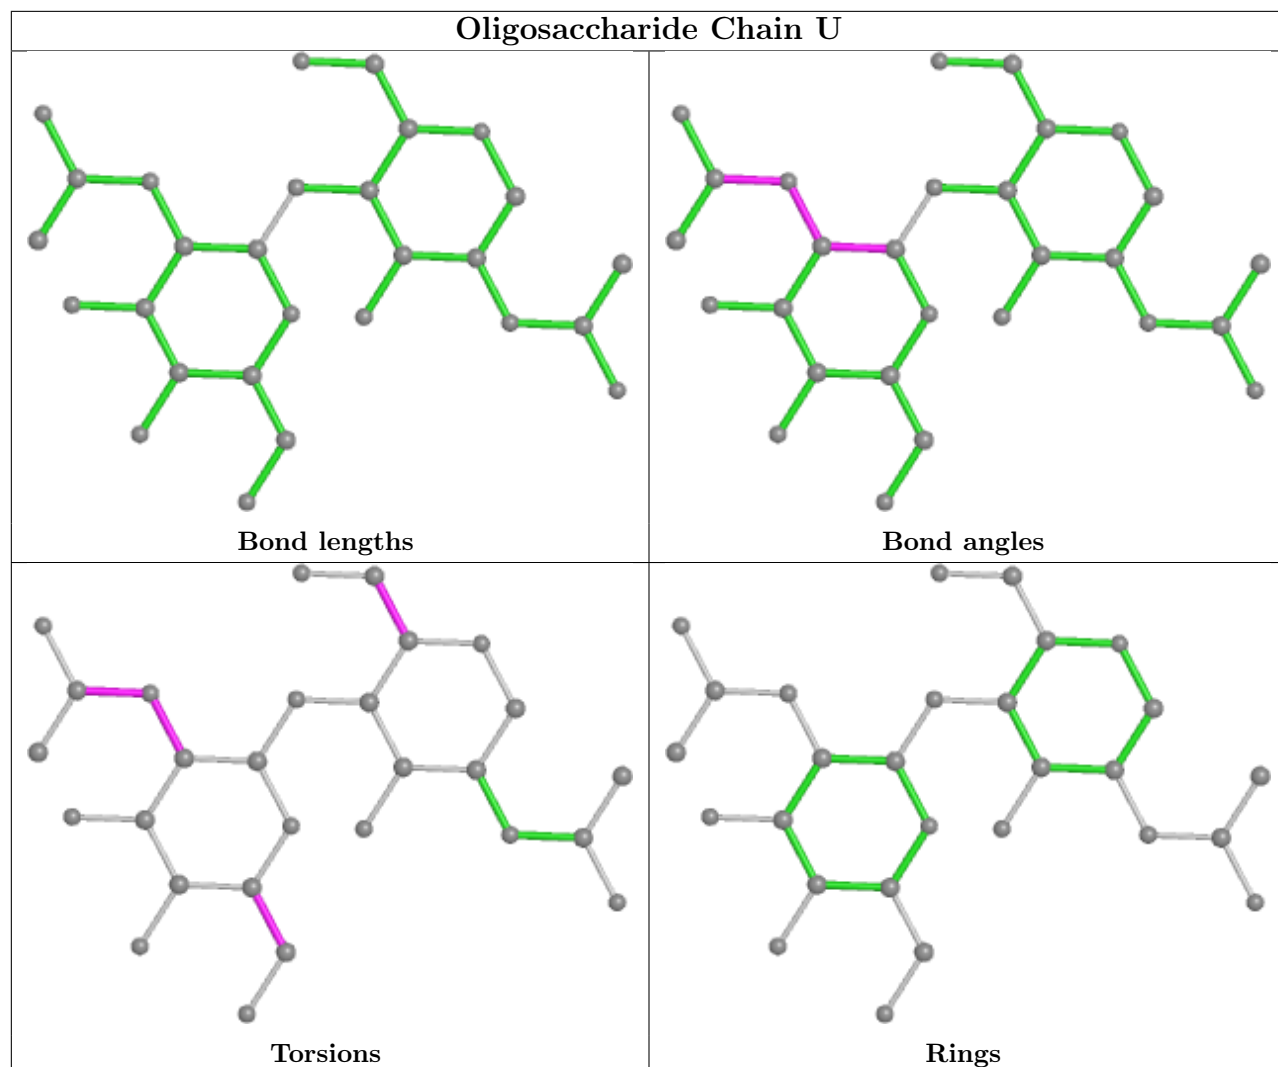 Oligosaccharide Chain U
Bond lengths
Bond angles
Torsions
Rings